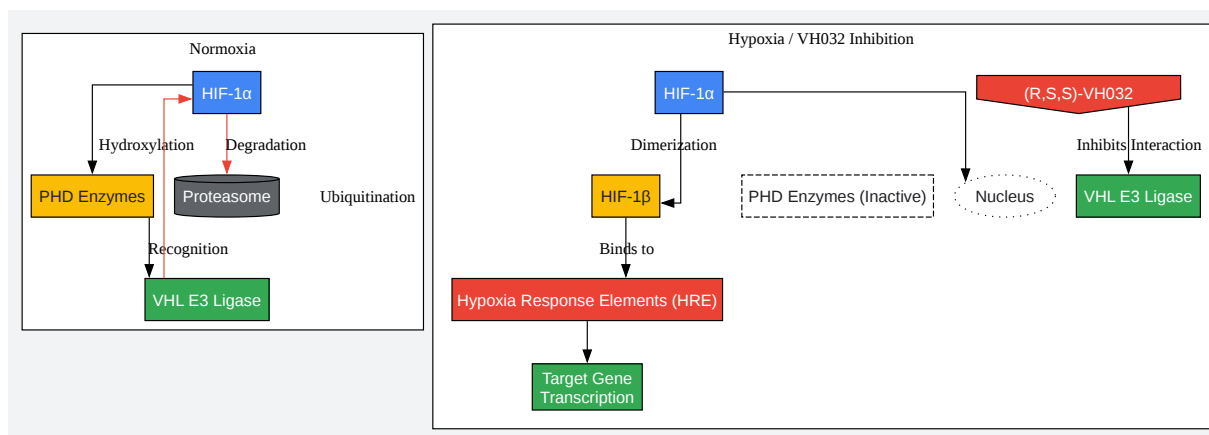 Normoxia
HIF-1α
Hydroxylation
Degradation
PHD Enzymes
Proteasome
Ubiquitination
Recognition
VHL E3 Ligase
Hypoxia / VH032 Inhibition
HIF-1α
(R,S,S)-VH032
Dimerization
Inhibits Interaction
HIF-1β
PHD Enzymes (Inactive)
Nucleus
VHL E3 Ligase
Binds to
Hypoxia Response Elements (HRE)
Target Gene
Transcription